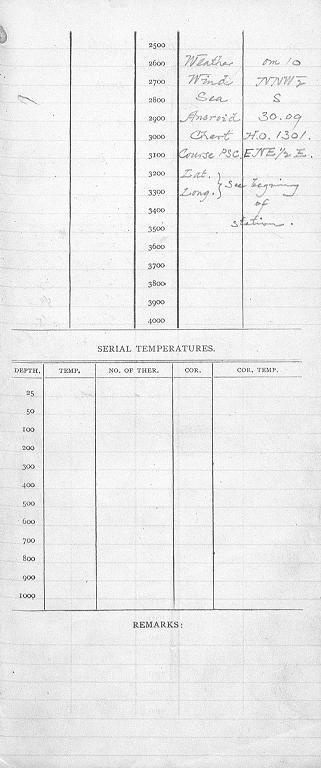 2500
2600 Weather om 10
2700 Wind NNW 2
2800 Sea S
2900 Aneroid 30.09
3000 Chart H.O. 1301.
3100 Course PSC. ENE 1/2 E.
3200 Lat.
3300 Long. } See begining
3400 of
3500 station.
3600
3700
3800
3900
4000
SERIAL TEMPERATURES.
DEPTH. TEMP. NO. OF THER. COR. COR. TEMP.
25
50
100
200
300
400
500
600
700
800
900
1000
REMARKS: